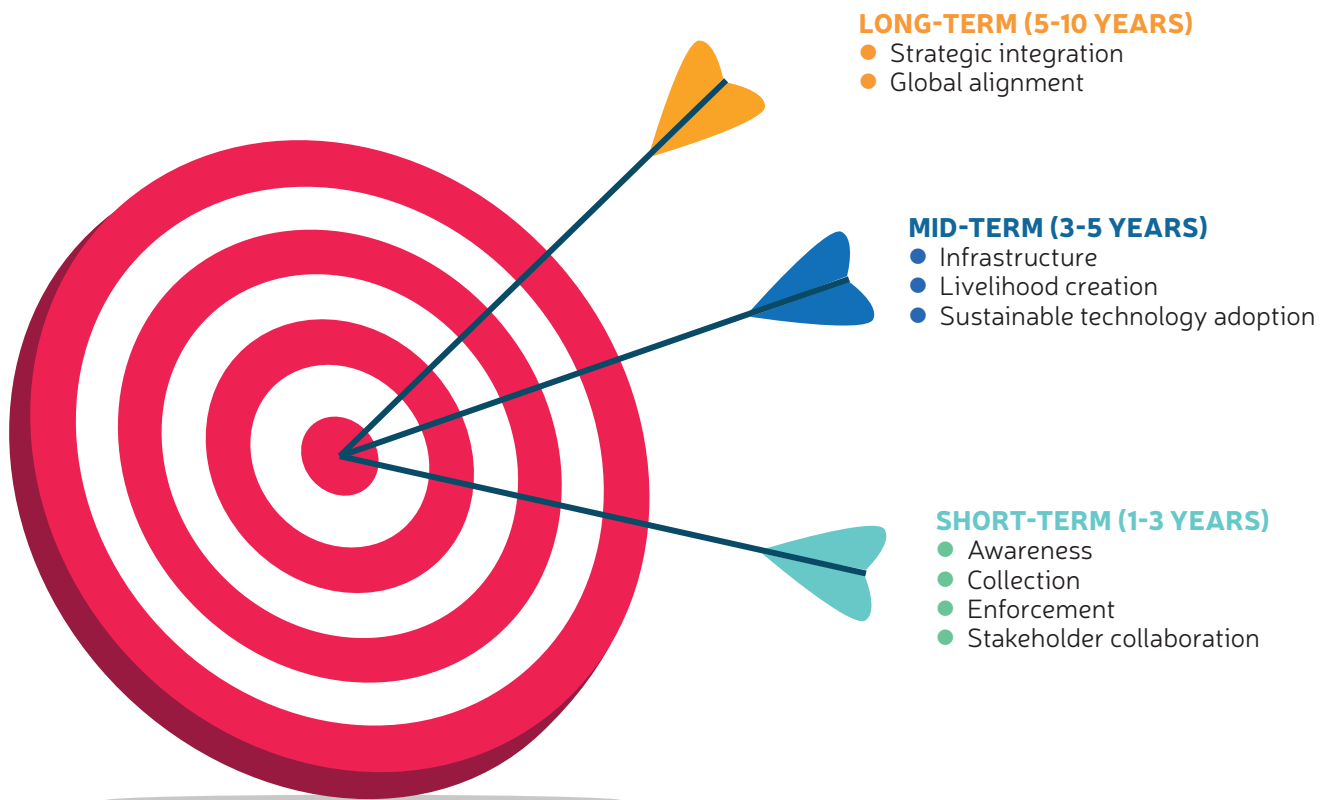 LONG-TERM (5-10 YEARS)
Strategic integration
Global alignment
MID-TERM (3-5 YEARS)
Infrastructure
Livelihood creation
Sustainable technology adoption
SHORT-TERM (1-3 YEARS)
Awareness
Collection
Enforcement
Stakeholder collaboration